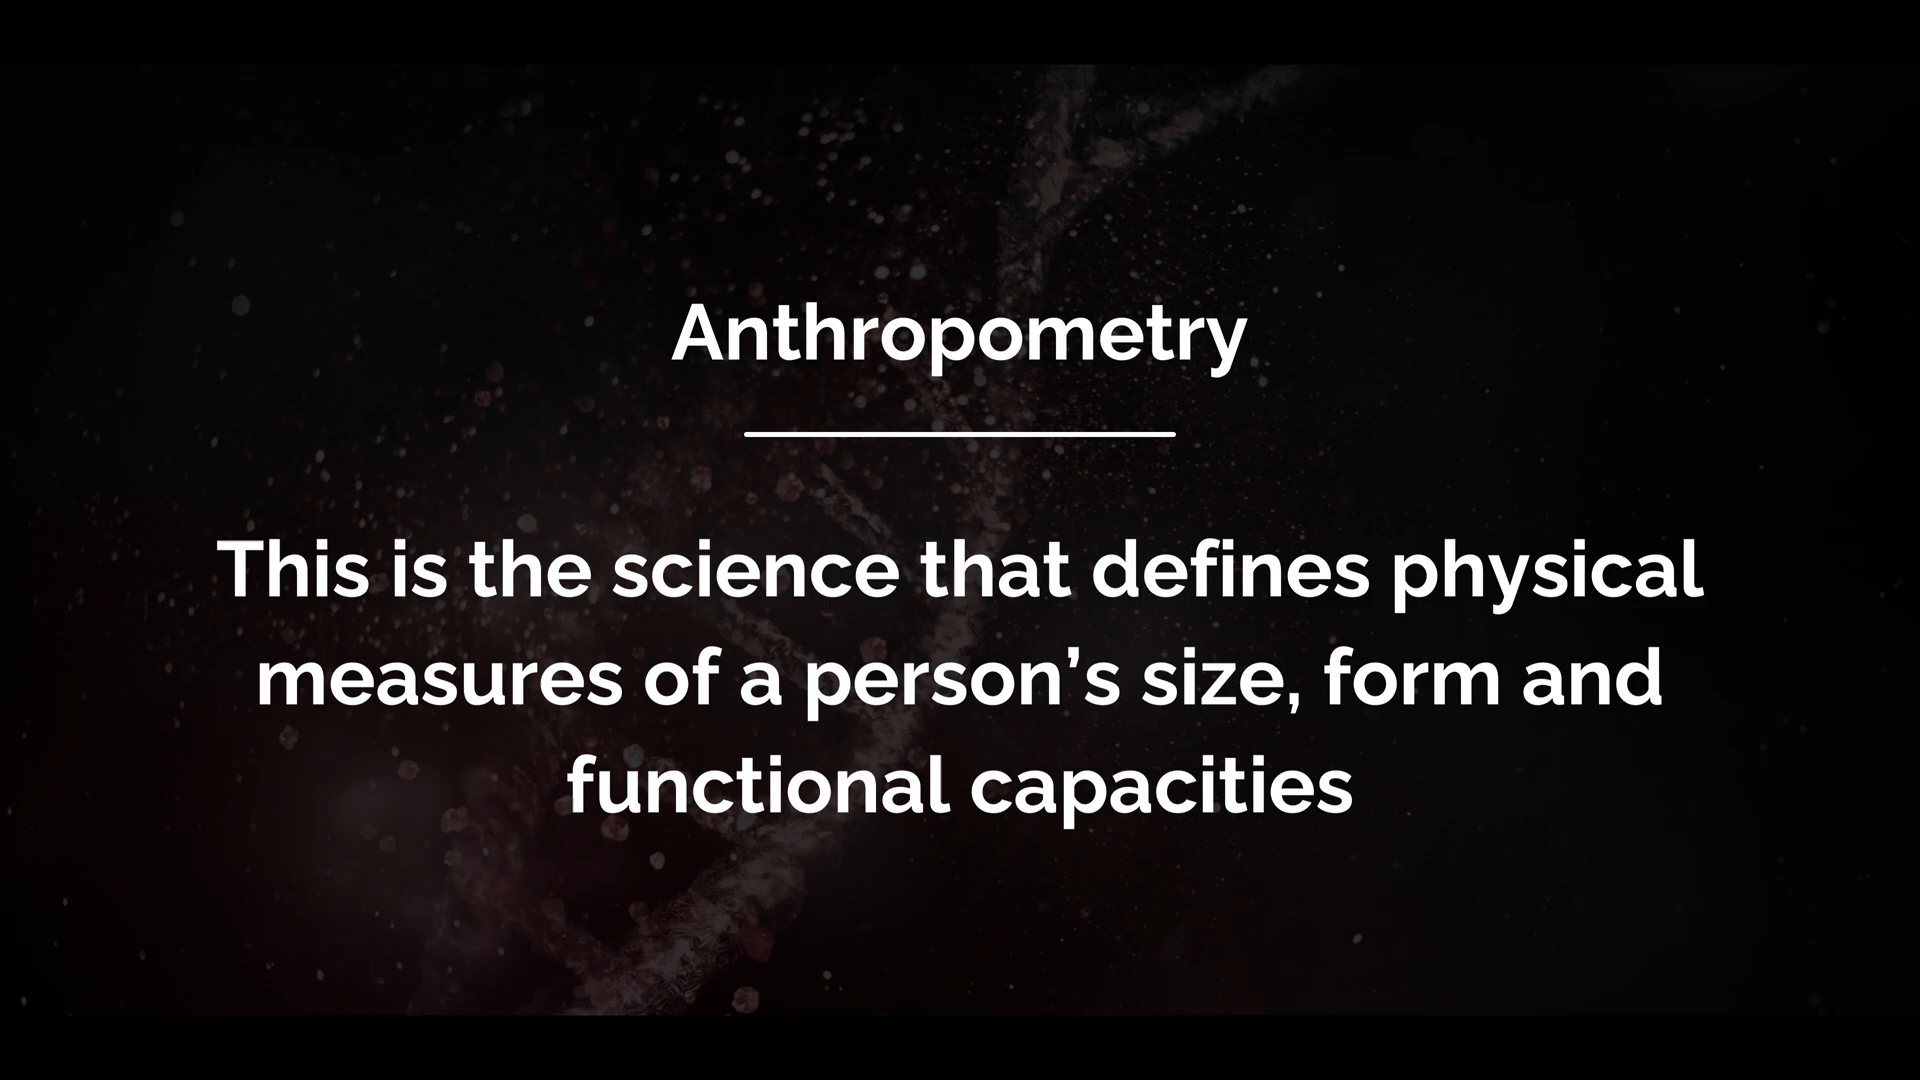 Anthropometry
This is the science that defines physical
measures of a person’s size, form and
functional capacities